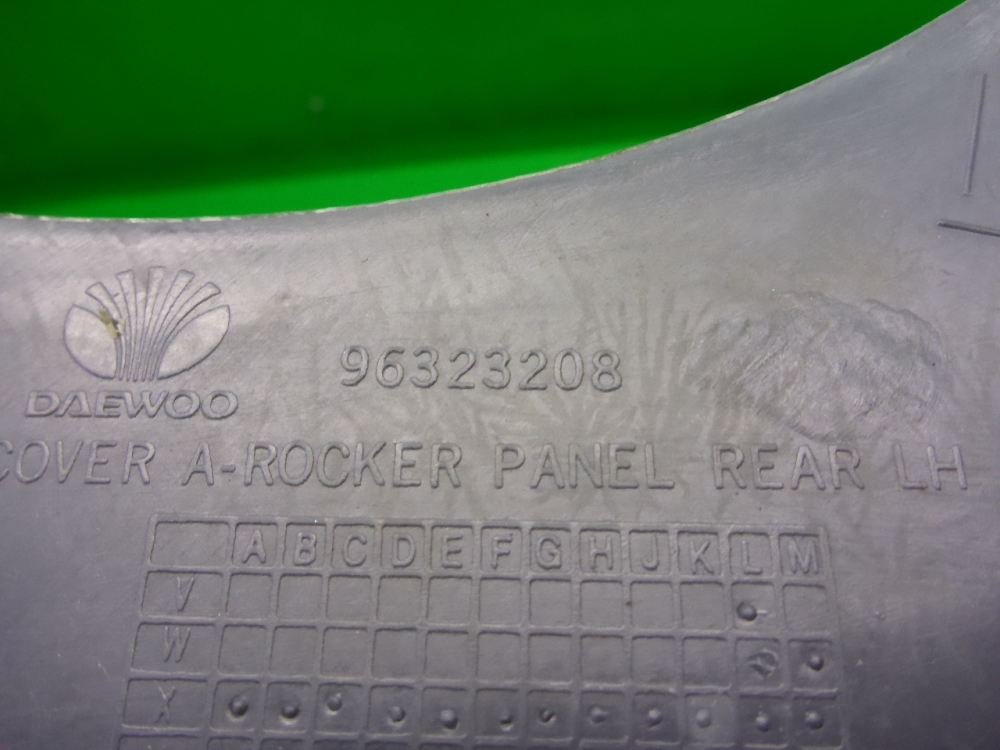 DAEWOO
96323208
COVER A-ROCKER PANEL REAR LH
A B C D E F G H J K L M
V
W
X